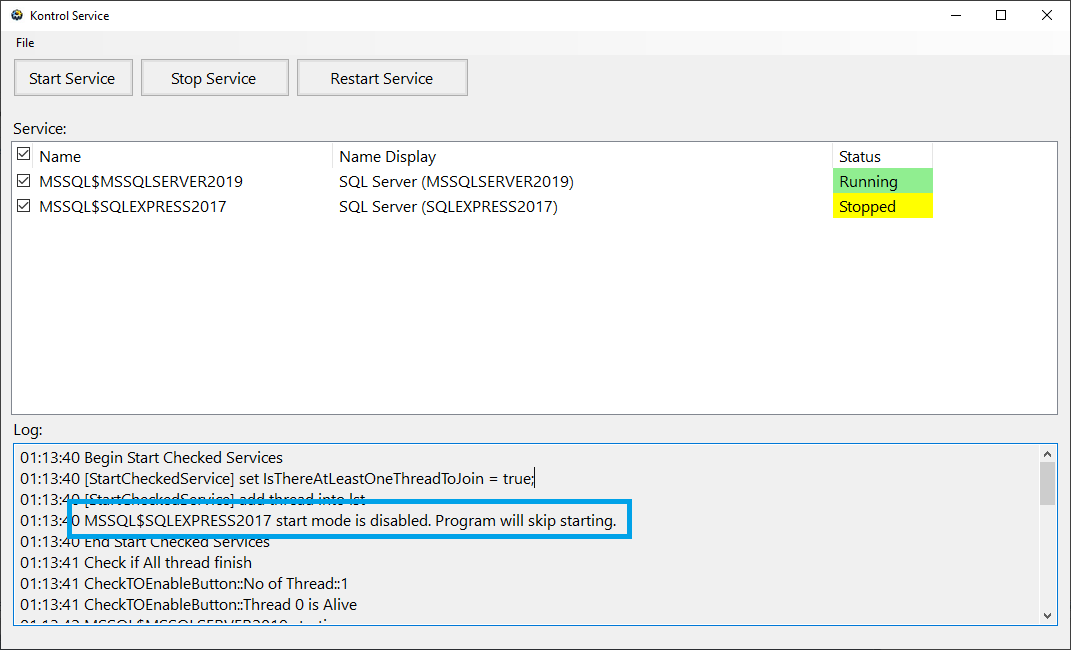 Kontrol Service
File
Start Service Stop Service Restart Service
Service:
Name Name Display Status
MSSQL$MSSQLSERVER2019 SQL Server (MSSQLSERVER2019) Running
MSSQL$SQLEXPRESS2017 SQL Server (SQLEXPRESS2017) Stopped
Log:
01:13:40 Begin Start Checked Services
01:13:40 [StartCheckedService] set IsThereAtLeastOneThreadToJoin = true;
01:13:40 [StartCheckedService] add thread into lst
01:13:40 MSSQL$SQLEXPRESS2017 start mode is disabled. Program will skip starting.
01:13:40 End Start Checked Services
01:13:41 Check if All thread finish
01:13:41 CheckTOEnableButton::No of Thread::1
01:13:41 CheckTOEnableButton::Thread 0 is Alive